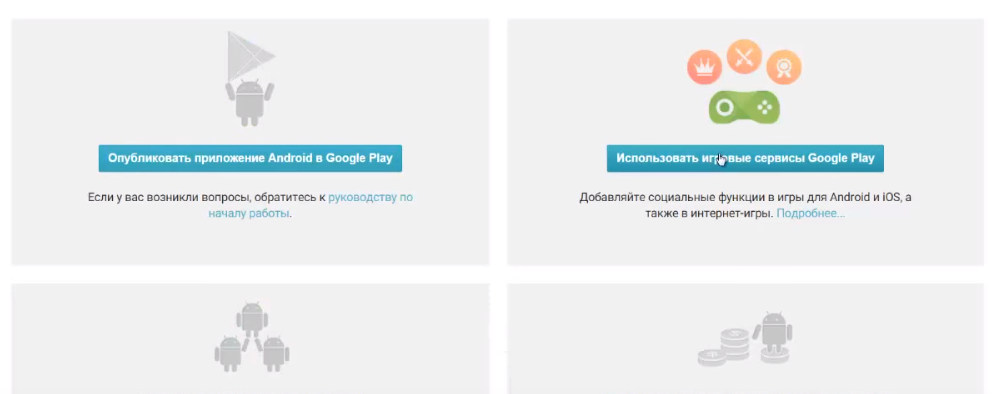 Опубликовать приложение Android в Google Play
Если у вас возникли вопросы, обратитесь к руководству по
началу работы.
Использовать игровые сервисы Google Play
Добавляйте социальные функции в игры для Android и iOS, а
также в интернет-игры. Подробнее...